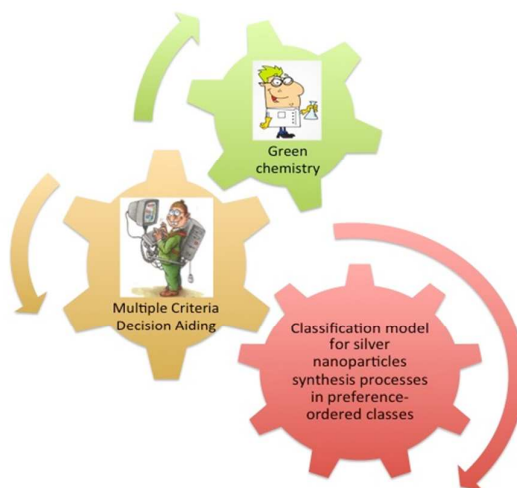 Green
chemistry
Multiple Criteria
Decision Aiding
Classification model
for silver
nanoparticles
synthesis processes
in preference-
ordered classes